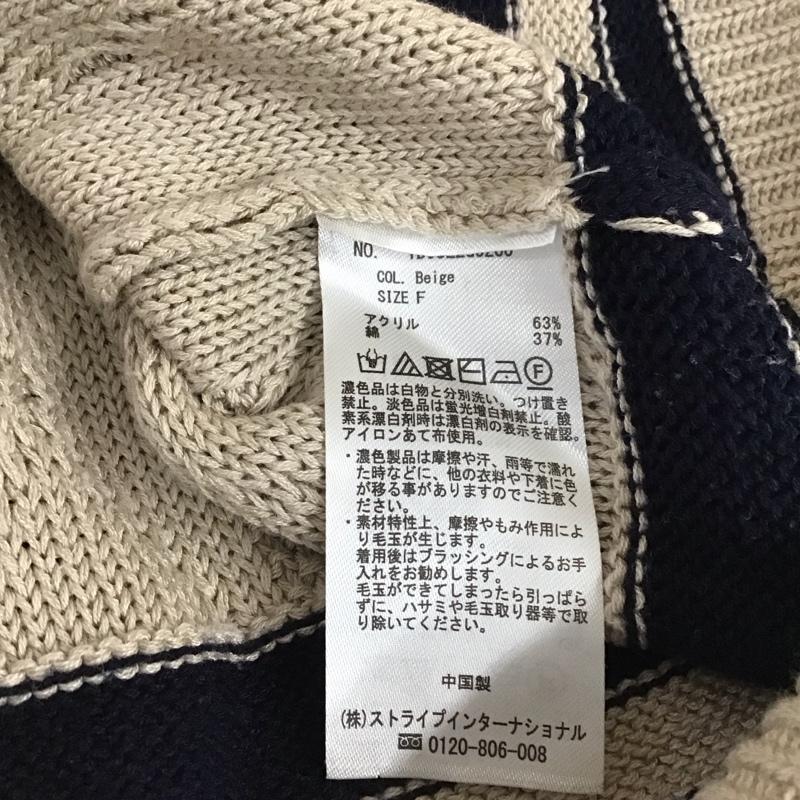 NO.
COL. Beige
SIZE F
アクリル 63%
綿 37%
F
濃色品は白物と分別洗い。つけ置き
禁止。淡色品は蛍光増白剤禁止。酸
素系漂白剤時は漂白剤の表示を確認。
アイロンあて布使用。
・濃色製品は摩擦や汗、雨等で濡れ
た時などに、他の衣料や下着に色
が移る事がありますのでご注意く
ださい。
・素材特性上、摩擦やもみ作用によ
り毛玉が生じます。
着用後はブラッシングによるお手
入れをお勧めします。
毛玉ができてしまったら引っぱら
ずに、ハサミや毛玉取り器等で取
り除いてください。
中国製
(株)ストライプインターナショナル
0120-806-008